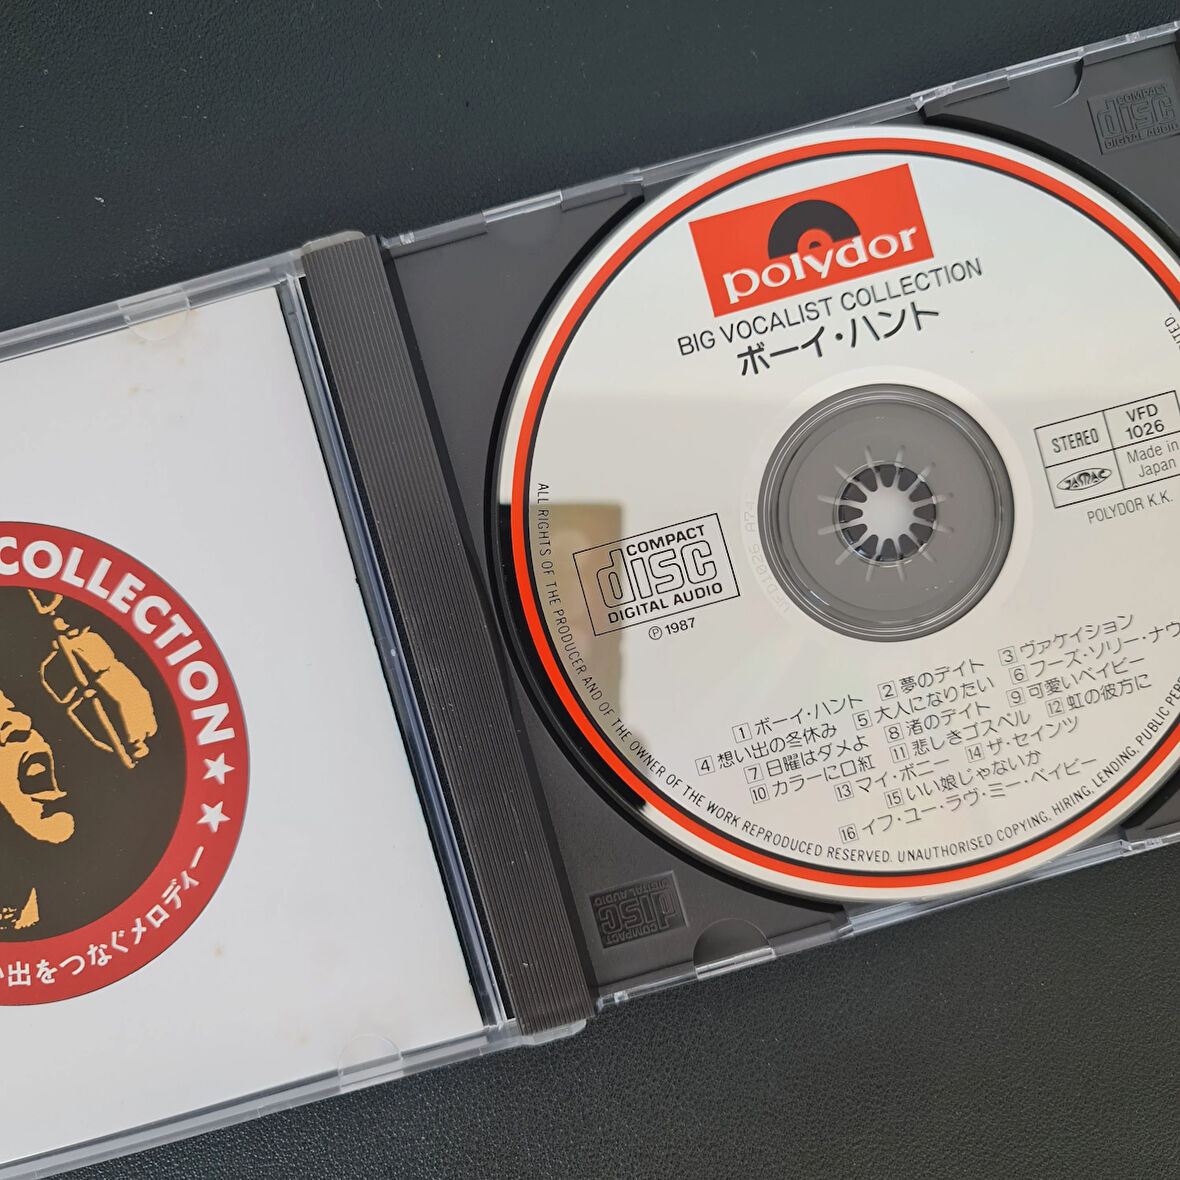 COLLECTION★★
出をつなぐメロディー
COMPACT
disc
DIGITAL AUDIO
polydor
BIG VOCALIST COLLECTION
ボーイ・ハント
STEREO
VFD
1026
JASRAC
Made in
Japan
POLYDOR K.K.
COMPACT
disc
DIGITAL AUDIO
Ⓟ1987
1 ボーイ・ハント 2 夢のデイト 3 ヴァケイション
4 想い出の冬休み 5 大人になりたい 6 フーズ・ソリー・ナウ
7 日曜はダメよ 8 渚のデイト 9 可愛いベイビー
10 カラーに口紅 11 悲しきゴスペル 12 虹の彼方に
13 マイ・ボニー 14 ザ・セインツ
15 いい娘じゃないか
16 イフ・ユー・ラヴ・ミー・ベイビー
ALL RIGHTS OF THE PRODUCER AND OF THE OWNER OF THE WORK REPRODUCED RESERVED. UNAUTHORISED COPYING, HIRING, LENDING, PUBLIC
COMPACT
disc
DIGITAL AUDIO